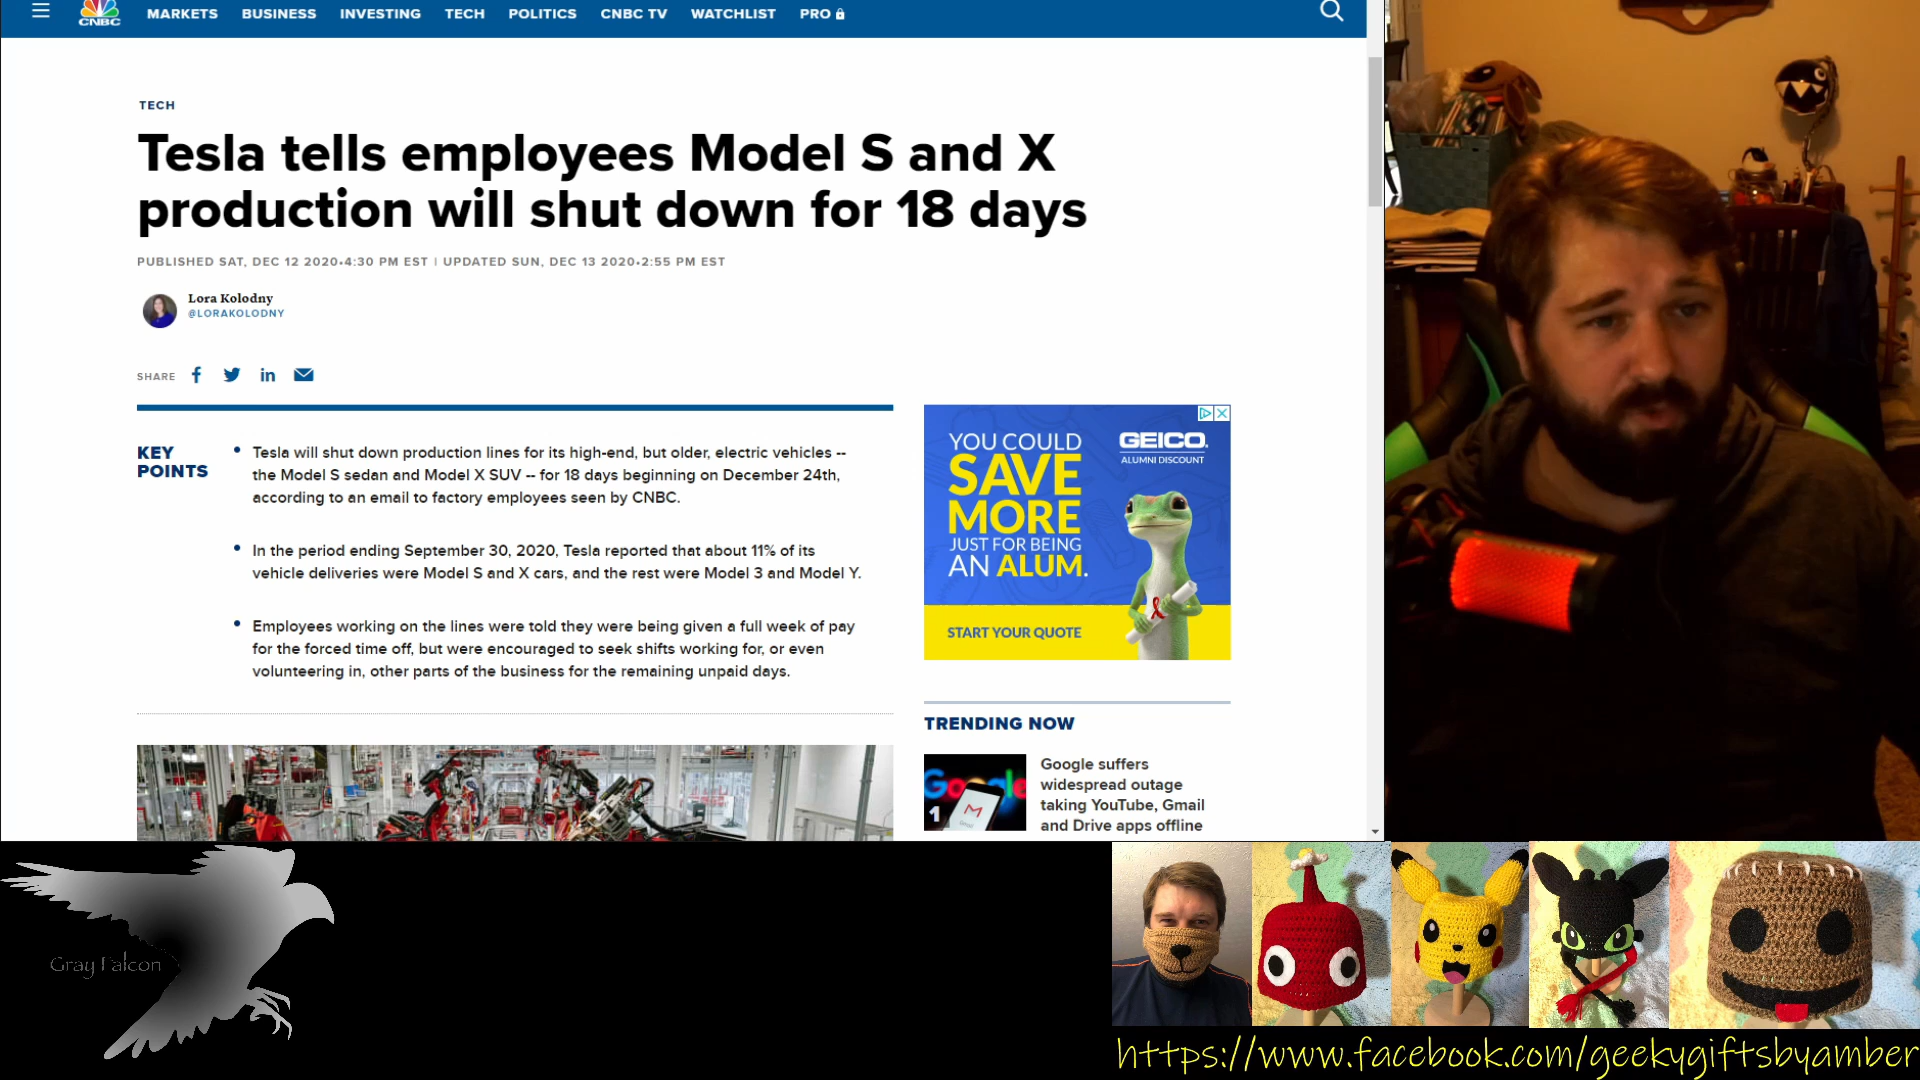 CNBC
MARKETS BUSINESS INVESTING TECH POLITICS CNBC TV WATCHLIST PRO
TECH
Tesla tells employees Model S and X
production will shut down for 18 days
PUBLISHED SAT, DEC 12 2020•4:30 PM EST | UPDATED SUN, DEC 13 2020•2:55 PM EST
Lora Kolodny
@LORAKOLODNY
SHARE
KEY
POINTS
Tesla will shut down production lines for its high-end, but older, electric vehicles --
the Model S sedan and Model X SUV -- for 18 days beginning on December 24th,
according to an email to factory employees seen by CNBC.
In the period ending September 30, 2020, Tesla reported that about 11% of its
vehicle deliveries were Model S and X cars, and the rest were Model 3 and Model Y.
Employees working on the lines were told they were being given a full week of pay
for the forced time off, but were encouraged to seek shifts working for, or even
volunteering in, other parts of the business for the remaining unpaid days.
YOU COULD
SAVE
MORE
JUST FOR BEING
AN ALUM.
GEICO.
ALUMNI DISCOUNT
START YOUR QUOTE
TRENDING NOW
Google
Gmail
1
Google suffers
widespread outage
taking YouTube, Gmail
and Drive apps offline
Gray Falcon
https://www.facebook.com/geekygiftsbyamber